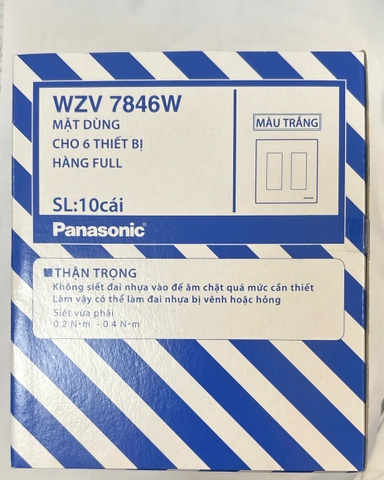 WZV 7846W
MẶT DÙNG
CHO 6 THIẾT BỊ
HÀNG FULL
SL:10cái
Panasonic
MÀU TRẮNG
THẬN TRỌNG
Không siết đai nhựa vào đế âm chặt quá mức cần thiết
Làm vậy có thể làm đai nhựa bị vênh hoặc hỏng
Siết vừa phải
0.2 N·m - 0.4 N·m